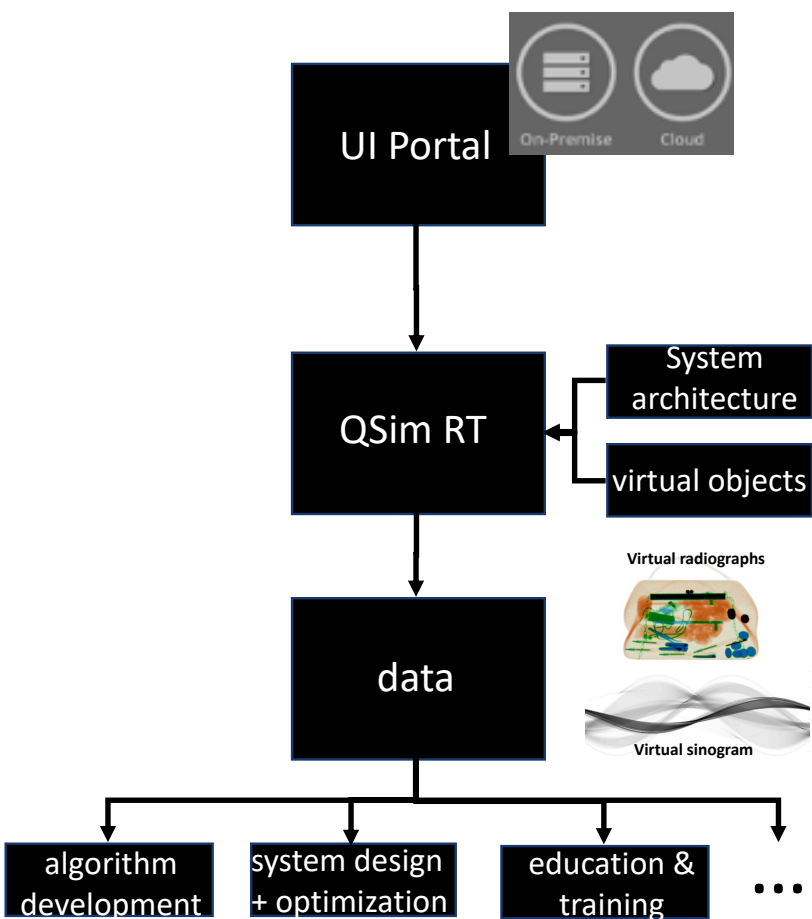 UI Portal
On-Premise
Cloud
QSim RT
System
architecture
virtual objects
Virtual radiographs
data
Virtual sinogram
algorithm
development
system design
+ optimization
education &
training
...